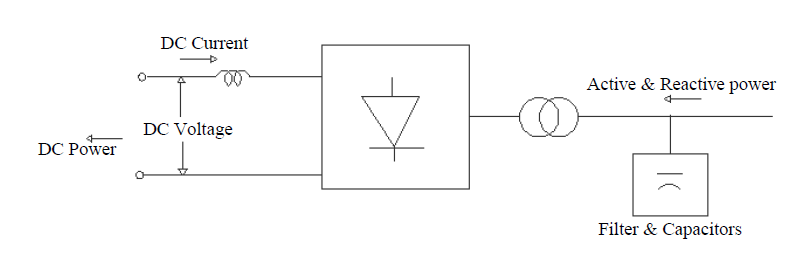 DC Current
Active & Reactive power
DC Voltage
DC Power
Filter & Capacitors